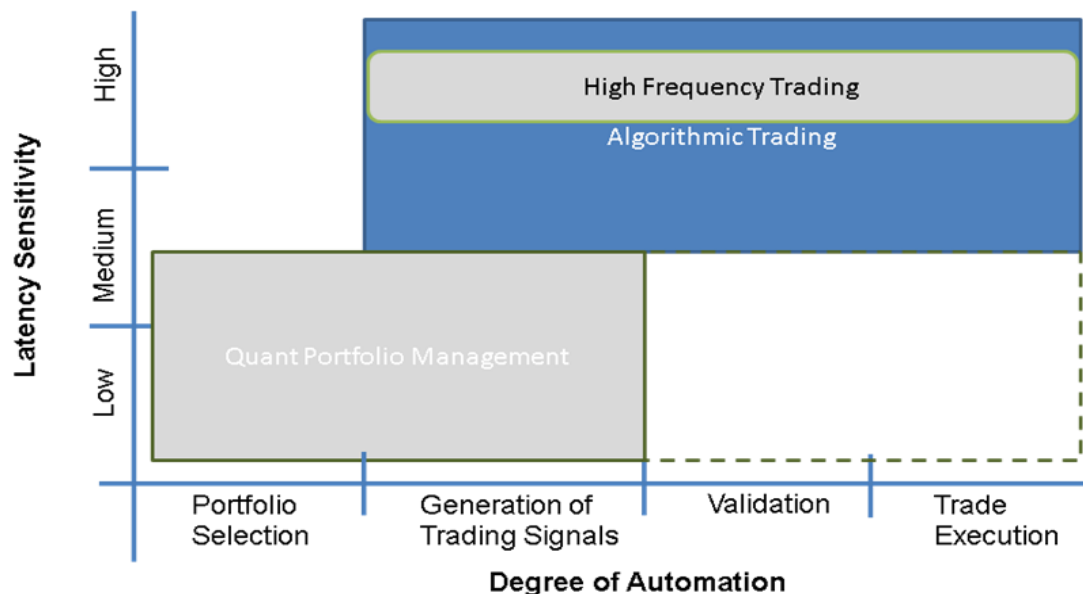 High
Medium
Low
Latency Sensitivity
High Frequency Trading
Algorithmic Trading
Quant Portfolio Management
Portfolio
Selection
Generation of
Trading Signals
Validation
Trade
Execution
Degree of Automation